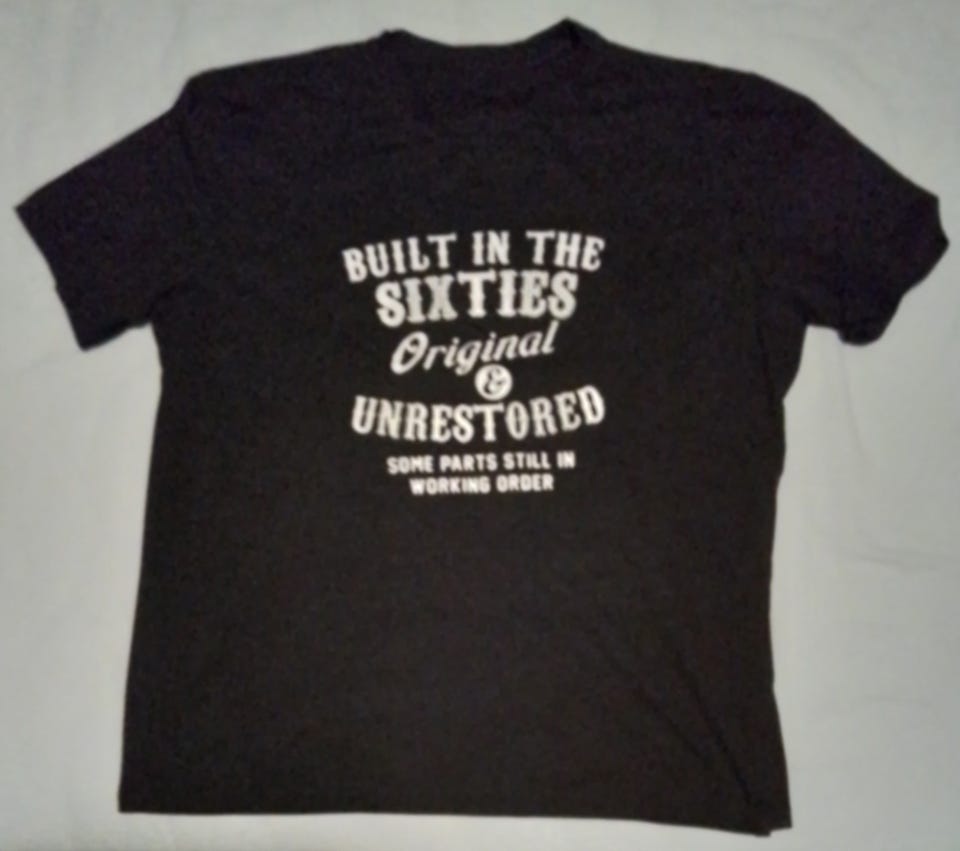 BUILT IN THE
SIXTIES
Original
&
UNRESTORED
SOME PARTS STILL IN
WORKING ORDER